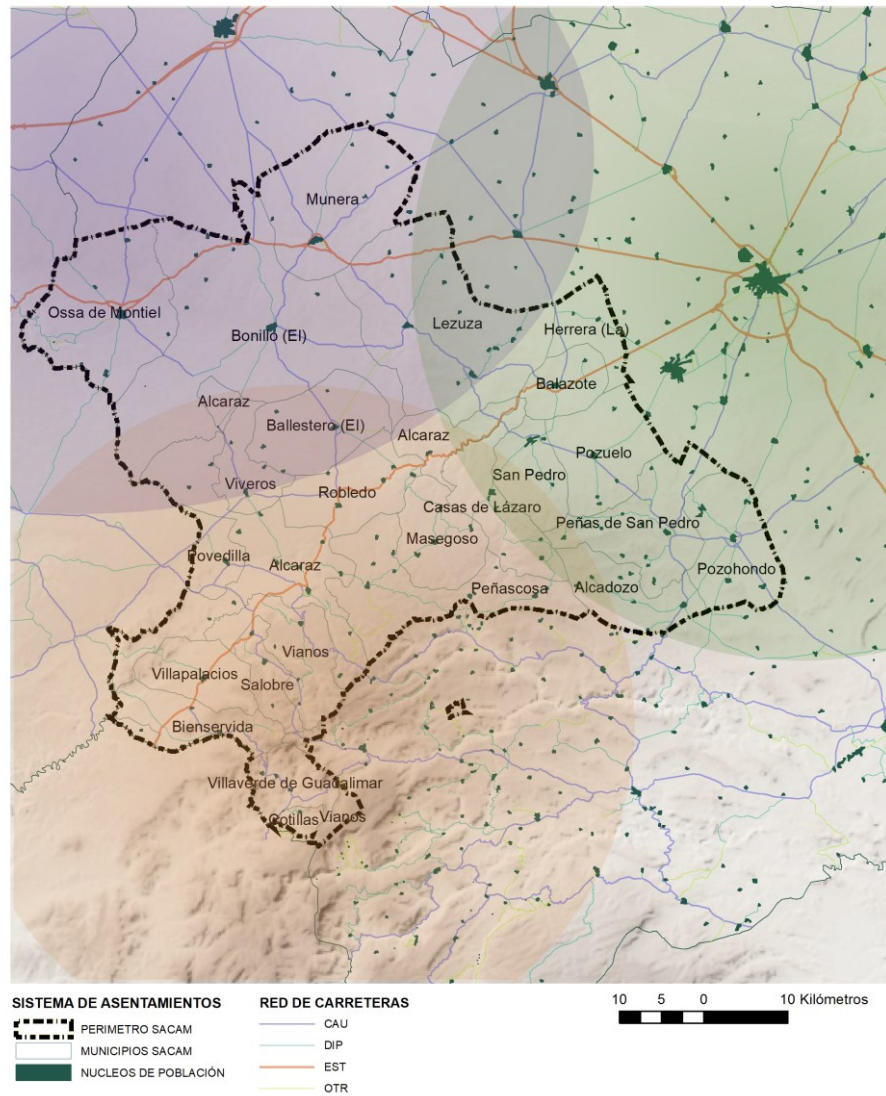 Munera
Ossa de Montiel
Bonillo (El)
Lezuza
Herrera (La)
Balazote
Alcaraz
Ballestero (El)
Alcaraz
Pozuelo
San Pedro
Viveros
Robledo
Casas de Lázaro
Peñas de San Pedro
Masegoso
Povedilla
Alcaraz
Pozohondo
Peñascosa
Alcadozo
Vianos
Villapalacios
Salobre
Bienservida
Villaverde de Guadalimar
Cotillas
Vianos
SISTEMA DE ASENTAMIENTOS
PERIMETRO SACAM
MUNICIPIOS SACAM
NUCLEOS DE POBLACIÓN
RED DE CARRETERAS
CAU
DIP
EST
OTR
10 5 0 10 Kilómetros